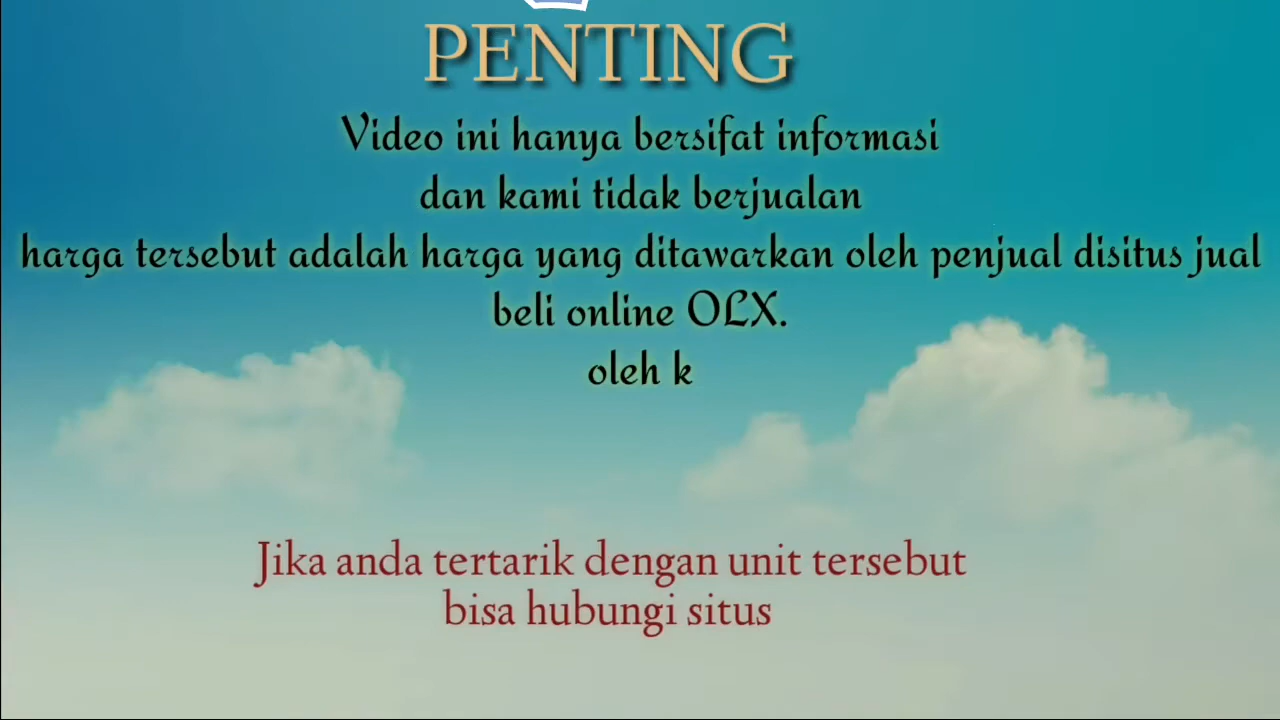 PENTING
Video ini hanya bersifat informasi
dan kami tidak berjualan
harga tersebut adalah harga yang ditawarkan oleh penjual disitus jual
beli online OLX.
oleh k
Jika anda tertarik dengan unit tersebut
bisa hubungi situs